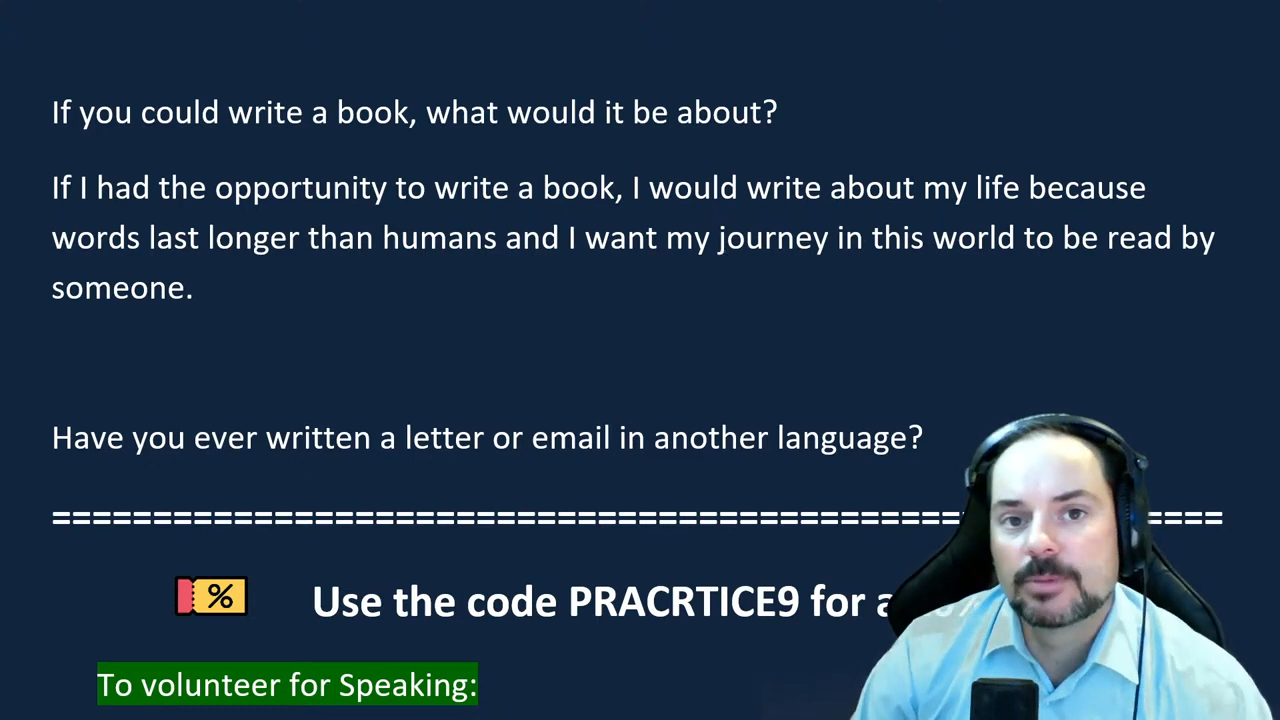 If you could write a book, what would it be about?
If I had the opportunity to write a book, I would write about my life because
words last longer than humans and I want my journey in this world to be read by
someone.
Have you ever written a letter or email in another language?
==========================================================
% Use the code PRACRTICE9 for a
To volunteer for Speaking: